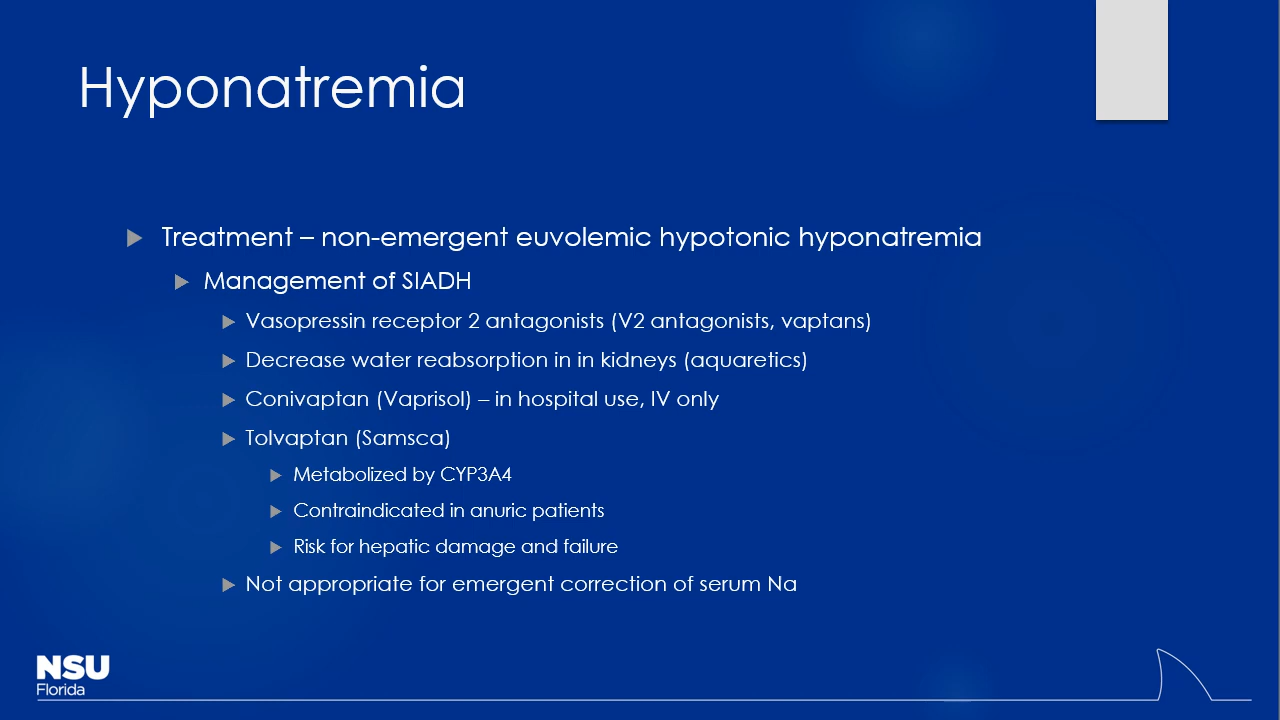 Hyponatremia
Treatment – non-emergent euvolemic hypotonic hyponatremia
Management of SIADH
Vasopressin receptor 2 antagonists (V2 antagonists, vaptans)
Decrease water reabsorption in in kidneys (aquaretics)
Conivaptan (Vaprisol) – in hospital use, IV only
Tolvaptan (Samsca)
Metabolized by CYP3A4
Contraindicated in anuric patients
Risk for hepatic damage and failure
Not appropriate for emergent correction of serum Na
NSU
Florida